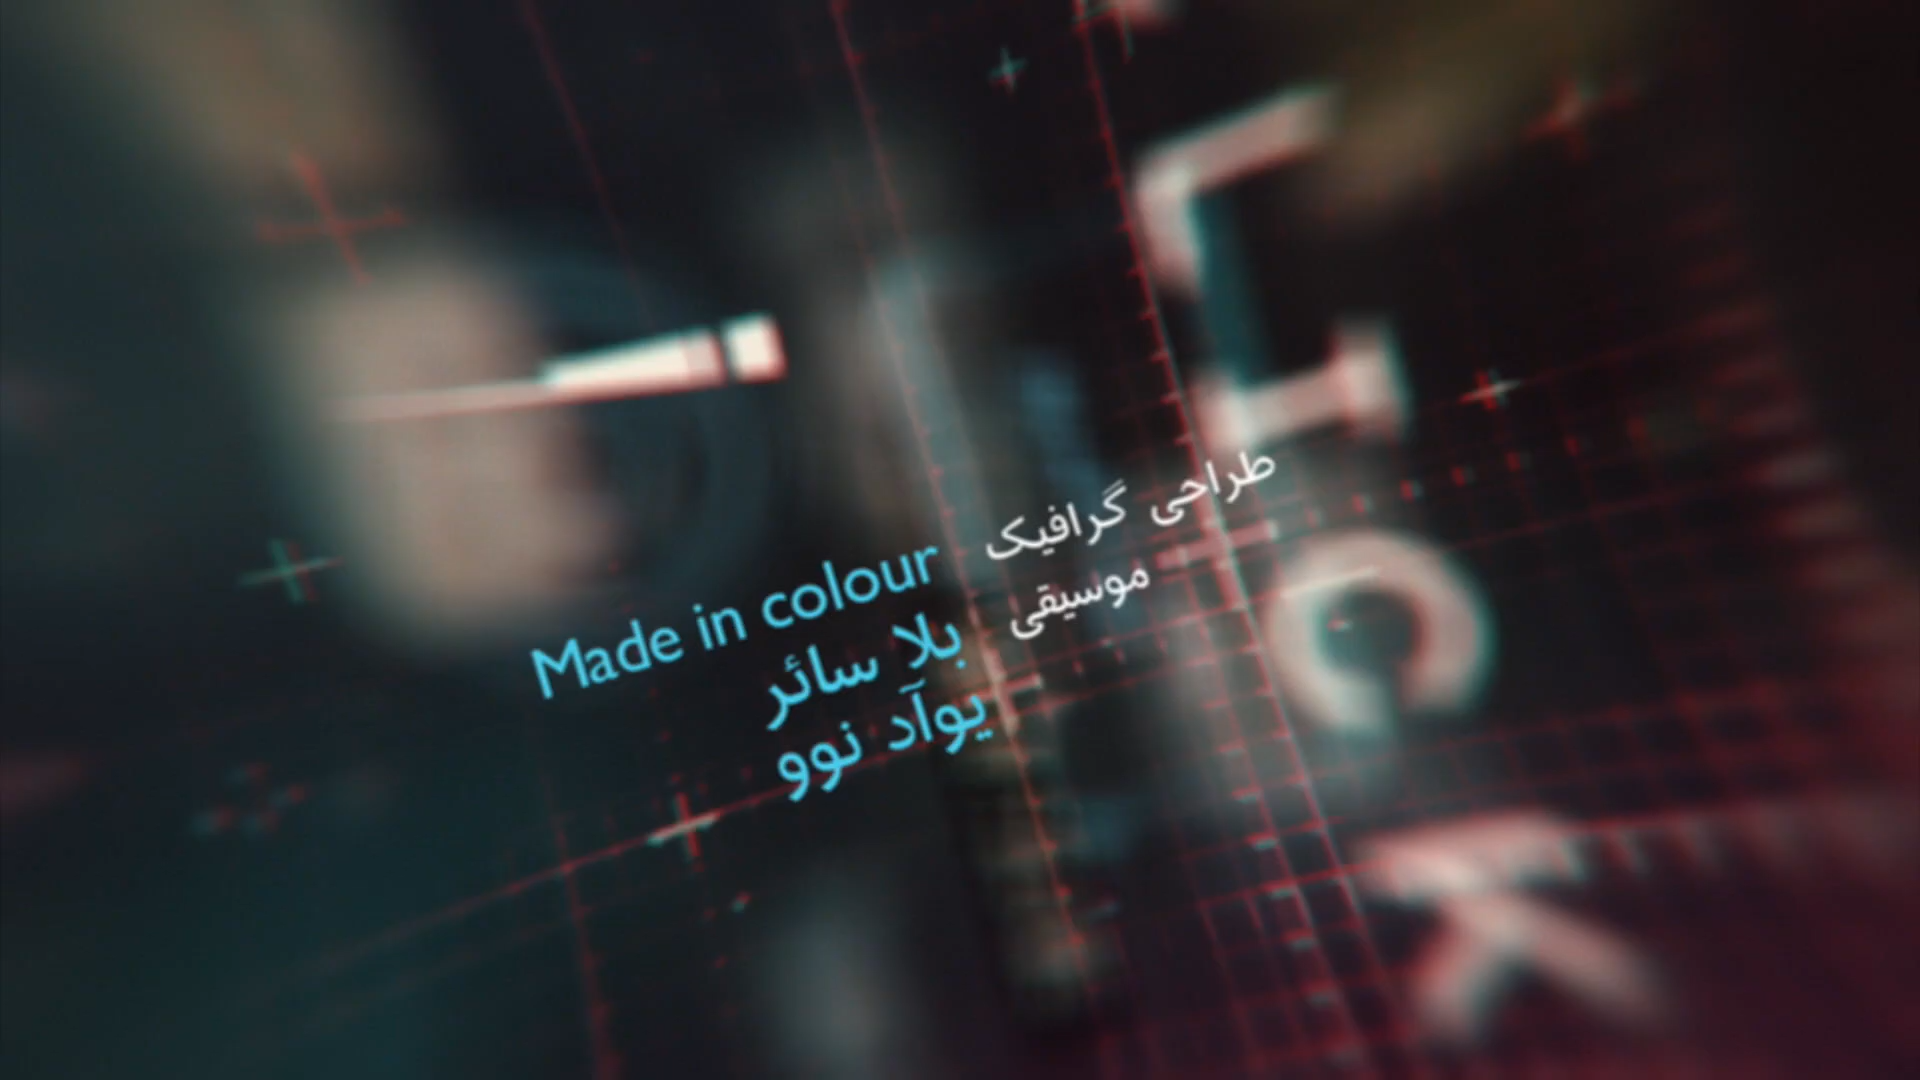 طراحی گرافیک
Made in colour
موسیقی
بلا سائر
یوآد نوو